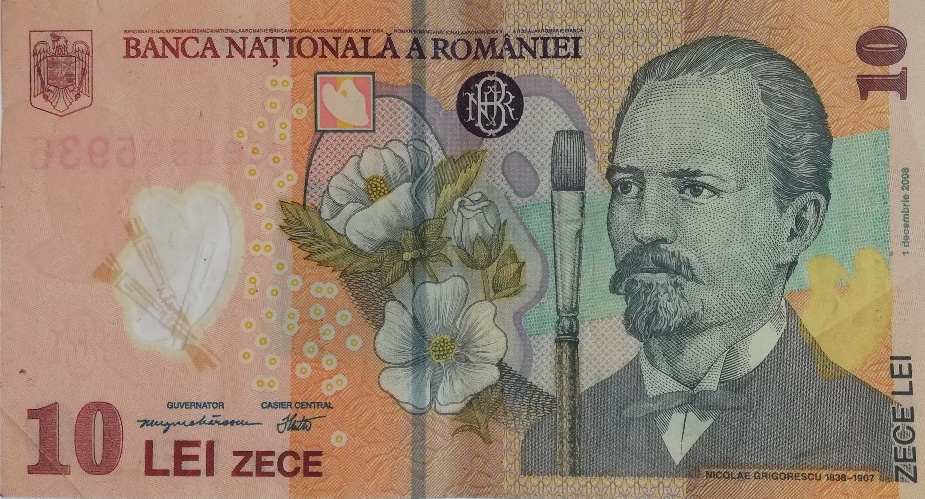 BANCA NAȚIONALĂ A ROMÂNIEI
10
1 decembrie 2008
GUVERNATOR CASIER CENTRAL
10 LEI ZECE
NICOLAE GRIGORESCU 1838-1907
ZECE LEI